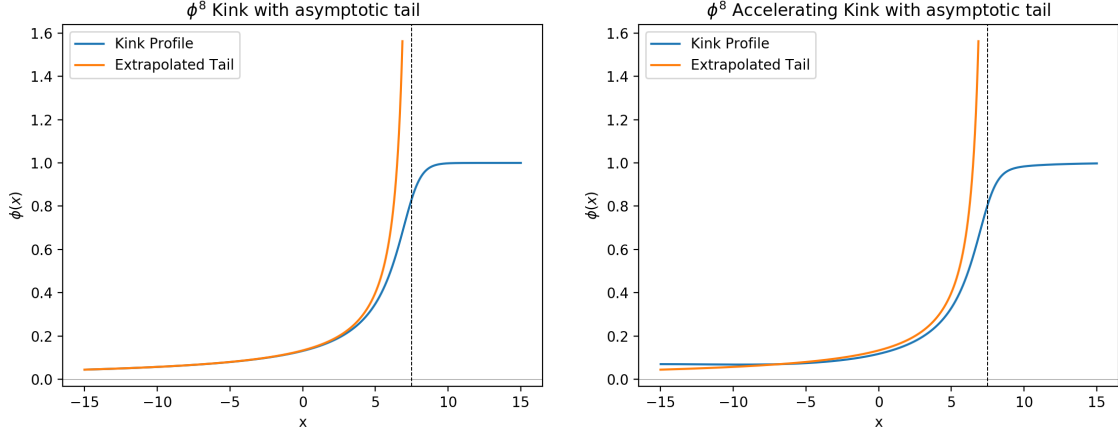 ϕ⁸ Kink with asymptotic tail
1.6
1.4
1.2
1.0
0.8
0.6
0.4
0.2
0.0
ϕ(x)
Kink Profile
Extrapolated Tail
−15 −10 −5 0 5 10 15
x
ϕ⁸ Accelerating Kink with asymptotic tail
1.6
1.4
1.2
1.0
0.8
0.6
0.4
0.2
0.0
ϕ(x)
Kink Profile
Extrapolated Tail
−15 −10 −5 0 5 10 15
x